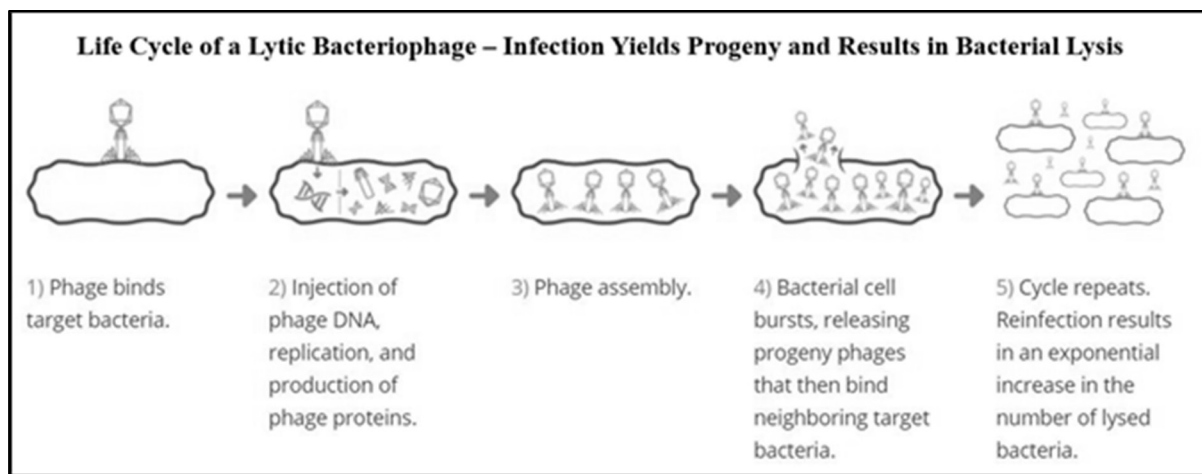 Life Cycle of a Lytic Bacteriophage – Infection Yields Progeny and Results in Bacterial Lysis
1) Phage binds
target bacteria.
2) Injection of
phage DNA,
replication, and
production of
phage proteins.
3) Phage assembly.
4) Bacterial cell
bursts, releasing
progeny phages
that then bind
neighboring target
bacteria.
5) Cycle repeats.
Reinfection results
in an exponential
increase in the
number of lysed
bacteria.